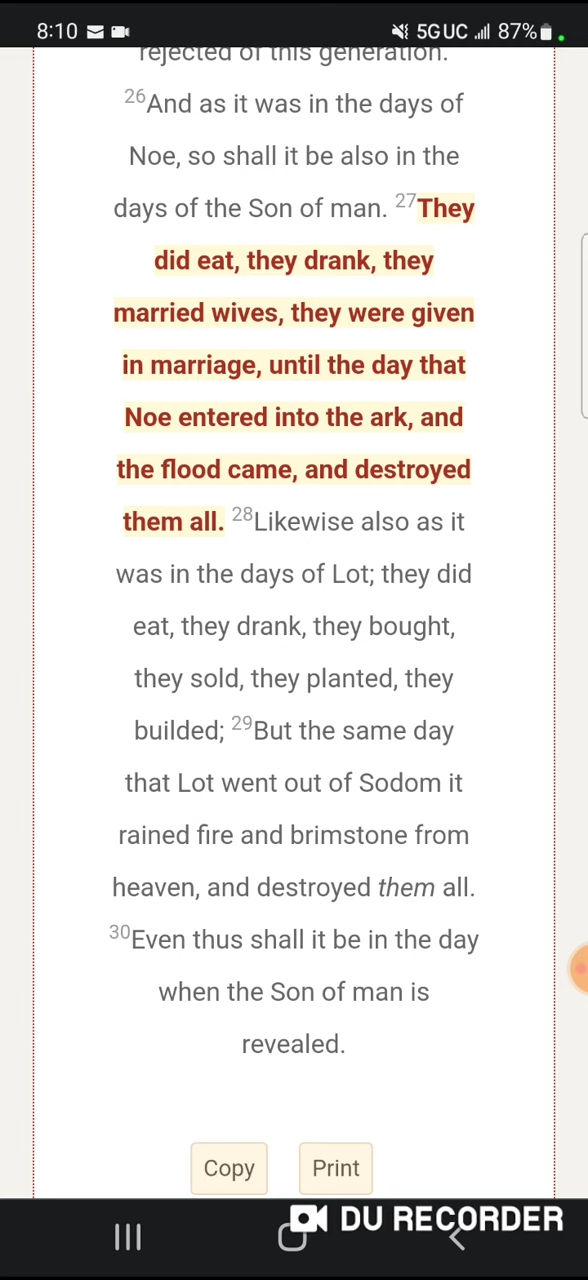 8:10 5GUC 87%
rejected of this generation.
26And as it was in the days of
Noe, so shall it be also in the
days of the Son of man. 27They
did eat, they drank, they
married wives, they were given
in marriage, until the day that
Noe entered into the ark, and
the flood came, and destroyed
them all. 28Likewise also as it
was in the days of Lot; they did
eat, they drank, they bought,
they sold, they planted, they
builded; 29But the same day
that Lot went out of Sodom it
rained fire and brimstone from
heaven, and destroyed them all.
30Even thus shall it be in the day
when the Son of man is
revealed.
Copy Print
DU RECORDER